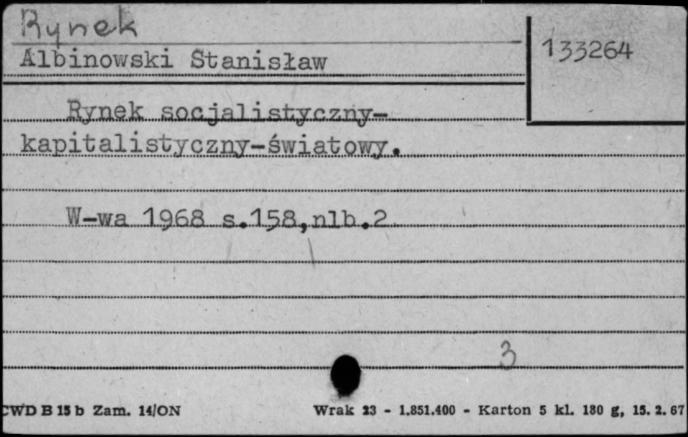 Rynek
133264
Albinowski Stanisław
Rynek socjalistyczny-
kapitalistyczny-światowy.
W-wa 1968 s.158,nlb.2
3
CWD B 15 b Zam. 14/ON Wrak 23 - 1.851.400 - Karton 5 kl. 180 g, 15. 2. 67